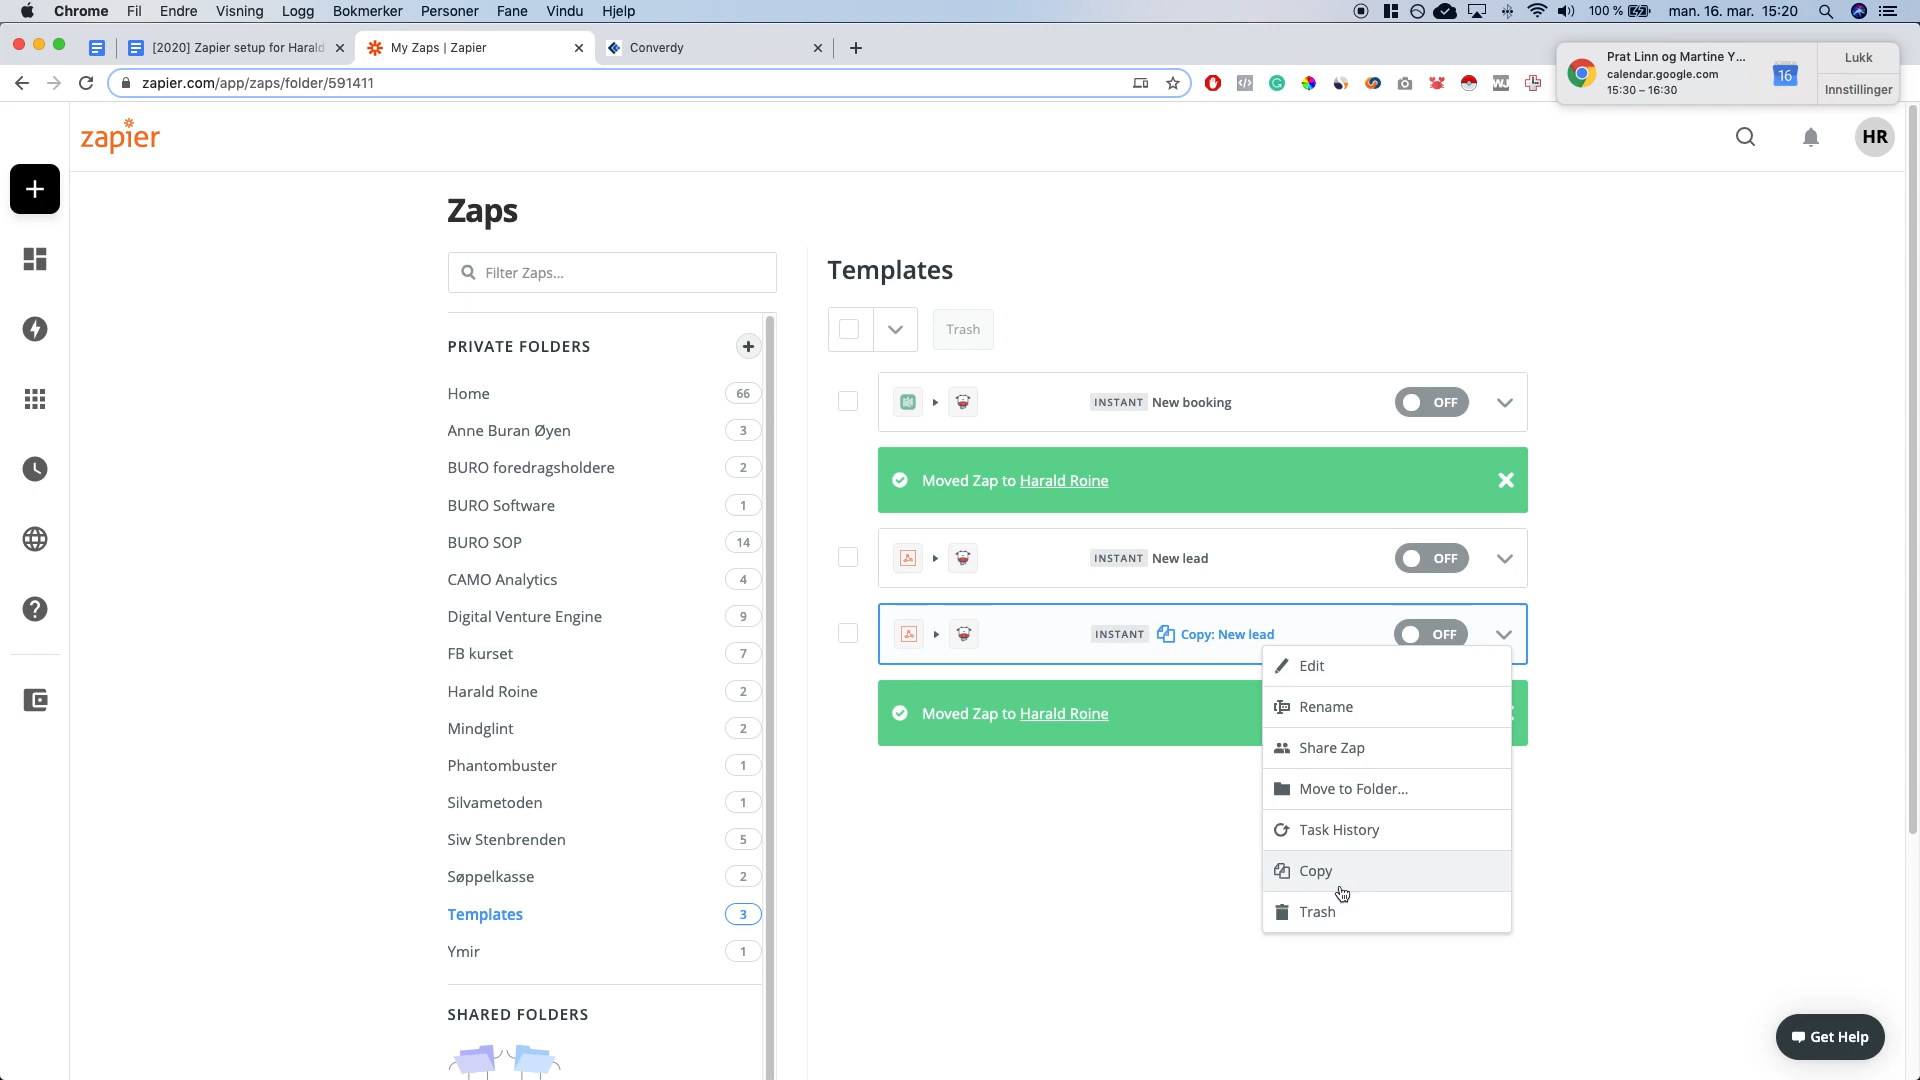 Chrome Fil Endre Visning Logg Bokmerker Personer Fane Vindu Hjelp 100 % man. 16. mar. 15:20
[2020] Zapier setup for Harald
My Zaps | Zapier
Converdy
zapier.com/app/zaps/folder/591411
Prat Linn og Martine Y...
calendar.google.com
15:30 – 16:30
16
Lukk
Innstillinger
zapier
HR
Zaps
Filter Zaps...
PRIVATE FOLDERS
Home 66
Anne Buran Øyen 3
BURO foredragsholdere 2
BURO Software 1
BURO SOP 14
CAMO Analytics 4
Digital Venture Engine 9
FB kurset 7
Harald Roine 2
Mindglint 2
Phantombuster 1
Silvametoden 1
Siw Stenbrenden 5
Søppelkasse 2
Templates 3
Ymir 1
SHARED FOLDERS
Templates
Trash
INSTANT New booking OFF
Moved Zap to Harald Roine
INSTANT New lead OFF
INSTANT Copy: New lead OFF
Moved Zap to Harald Roine
Edit
Rename
Share Zap
Move to Folder...
Task History
Copy
Trash
Get Help